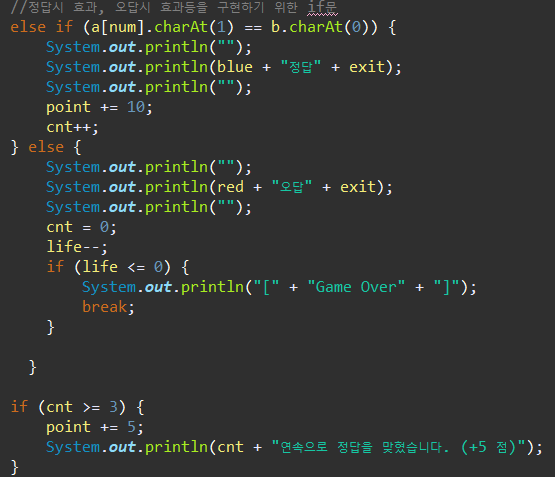 //정답시 효과, 오답시 효과등을 구현하기 위한 if문
else if (a[num].charAt(1) == b.charAt(0)) {
System.out.println("");
System.out.println(blue + "정답" + exit);
System.out.println("");
point += 10;
cnt++;
} else {
System.out.println("");
System.out.println(red + "오답" + exit);
System.out.println("");
cnt = 0;
life--;
if (life <= 0) {
System.out.println("[" + "Game Over" + "]");
break;
}
}
if (cnt >= 3) {
point += 5;
System.out.println(cnt + "연속으로 정답을 맞혔습니다. (+5 점)");
}